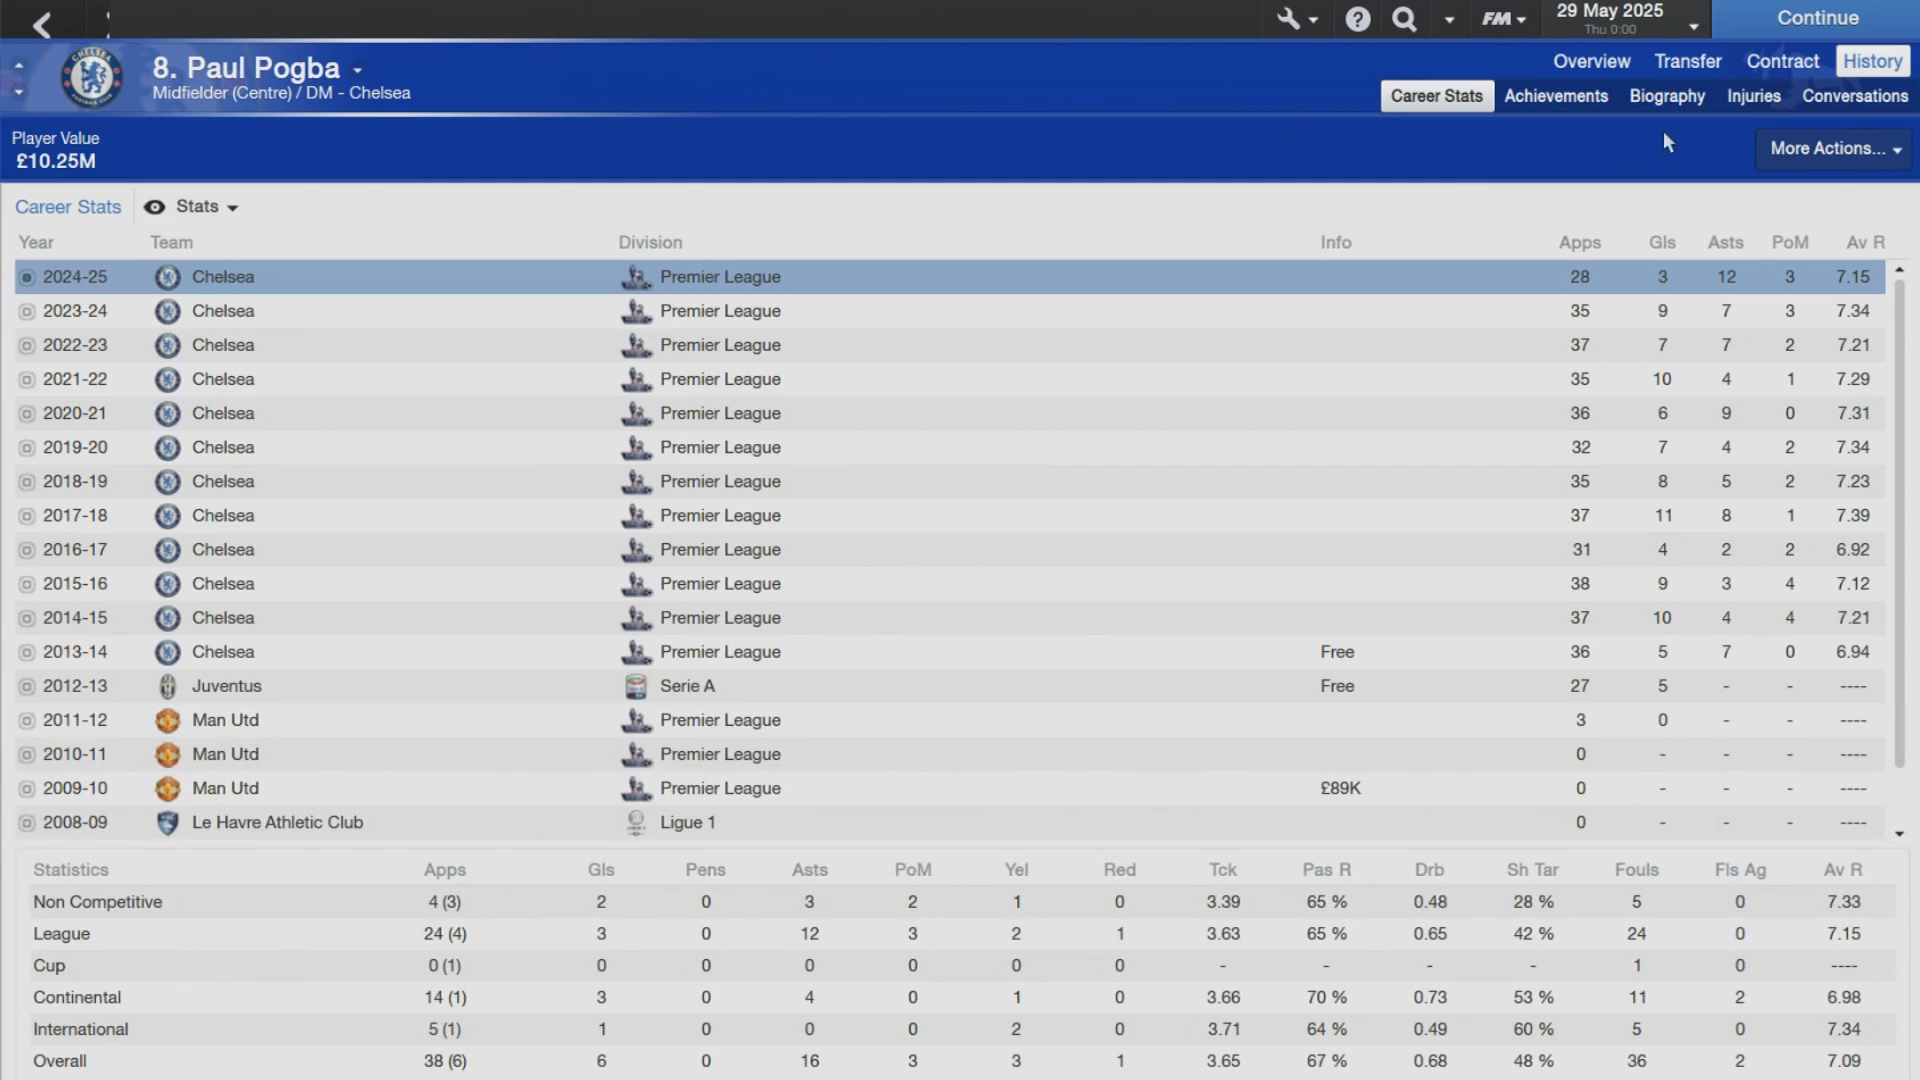 29 May 2025
Thu 0:00
FM
Continue
8. Paul Pogba
Midfielder (Centre) / DM - Chelsea
Overview Transfer Contract History
Career Stats Achievements Biography Injuries Conversations
Player Value
£10.25M
More Actions...
Career Stats Stats
Year Team Division Info Apps Gls Asts PoM Av R
2024-25 Chelsea Premier League 28 3 12 3 7.15
2023-24 Chelsea Premier League 35 9 7 3 7.34
2022-23 Chelsea Premier League 37 7 7 2 7.21
2021-22 Chelsea Premier League 35 10 4 1 7.29
2020-21 Chelsea Premier League 36 6 9 0 7.31
2019-20 Chelsea Premier League 32 7 4 2 7.34
2018-19 Chelsea Premier League 35 8 5 2 7.23
2017-18 Chelsea Premier League 37 11 8 1 7.39
2016-17 Chelsea Premier League 31 4 2 2 6.92
2015-16 Chelsea Premier League 38 9 3 4 7.12
2014-15 Chelsea Premier League 37 10 4 4 7.21
2013-14 Chelsea Premier League Free 36 5 7 0 6.94
2012-13 Juventus Serie A Free 27 5 - - ----
2011-12 Man Utd Premier League 3 0 - - ----
2010-11 Man Utd Premier League 0 - - - ----
2009-10 Man Utd Premier League £89K 0 - - - ----
2008-09 Le Havre Athletic Club Ligue 1 0 - - - ----
Statistics Apps Gls Pens Asts PoM Yel Red Tck Pas R Drb Sh Tar Fouls Fls Ag Av R
Non Competitive 4 (3) 2 0 3 2 1 0 3.39 65 % 0.48 28 % 5 0 7.33
League 24 (4) 3 0 12 3 2 1 3.63 65 % 0.65 42 % 24 0 7.15
Cup 0 (1) 0 0 0 0 0 0 - - - - 1 0 ----
Continental 14 (1) 3 0 4 0 1 0 3.66 70 % 0.73 53 % 11 2 6.98
International 5 (1) 1 0 0 0 2 0 3.71 64 % 0.49 60 % 5 0 7.34
Overall 38 (6) 6 0 16 3 3 1 3.65 67 % 0.68 48 % 36 2 7.09